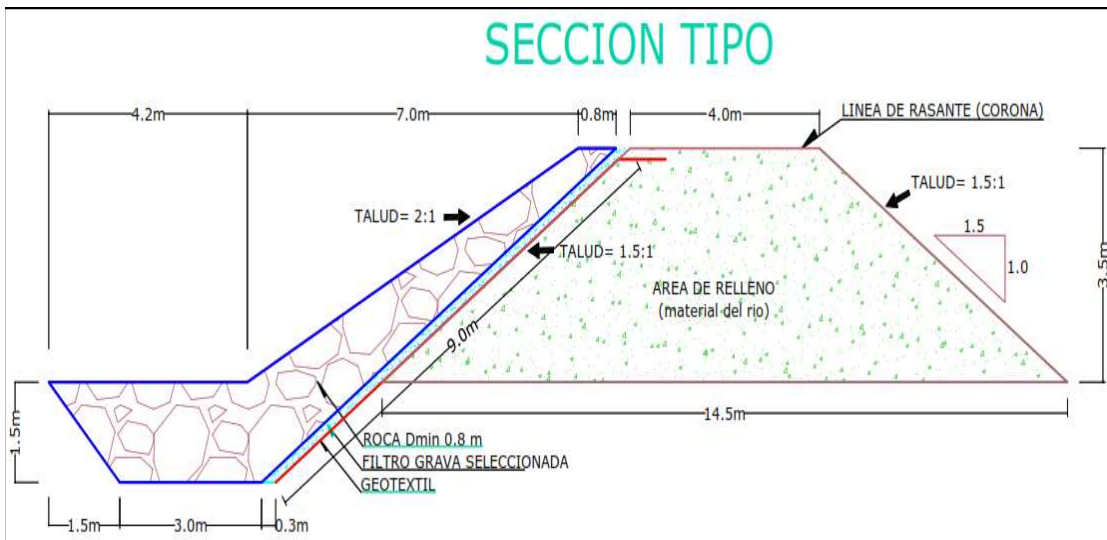 SECCION TIPO
4.2m
7.0m
0.8m
4.0m
LINEA DE RASANTE (CORONA)
TALUD= 1.5:1
TALUD= 2:1
TALUD= 1.5:1
1.5
1.0
3.5m
AREA DE RELLENO
(material del rio)
9.0m
14.5m
1.5m
ROCA Dmin 0.8 m
FILTRO GRAVA SELECCIONADA
GEOTEXTIL
1.5m
3.0m
0.3m